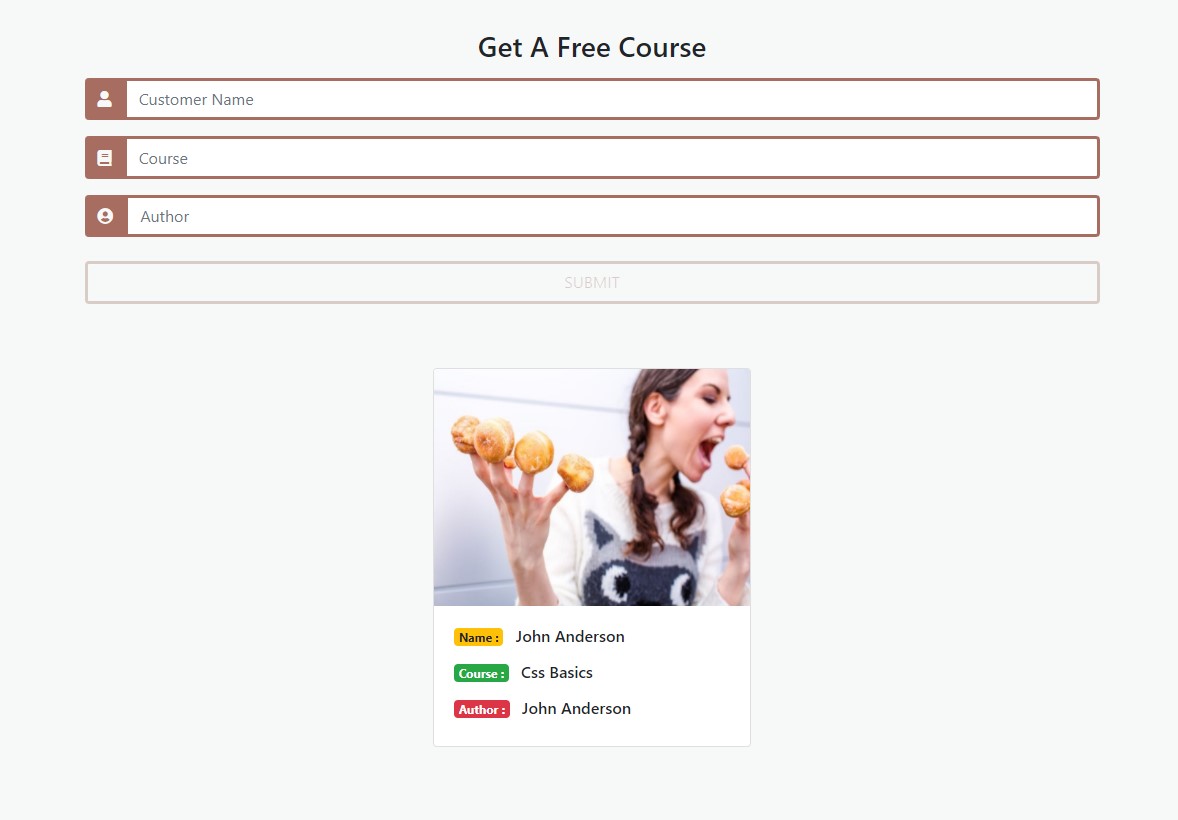 Get A Free Course
Customer Name
Course
Author
SUBMIT
Name : John Anderson
Course : Css Basics
Author : John Anderson